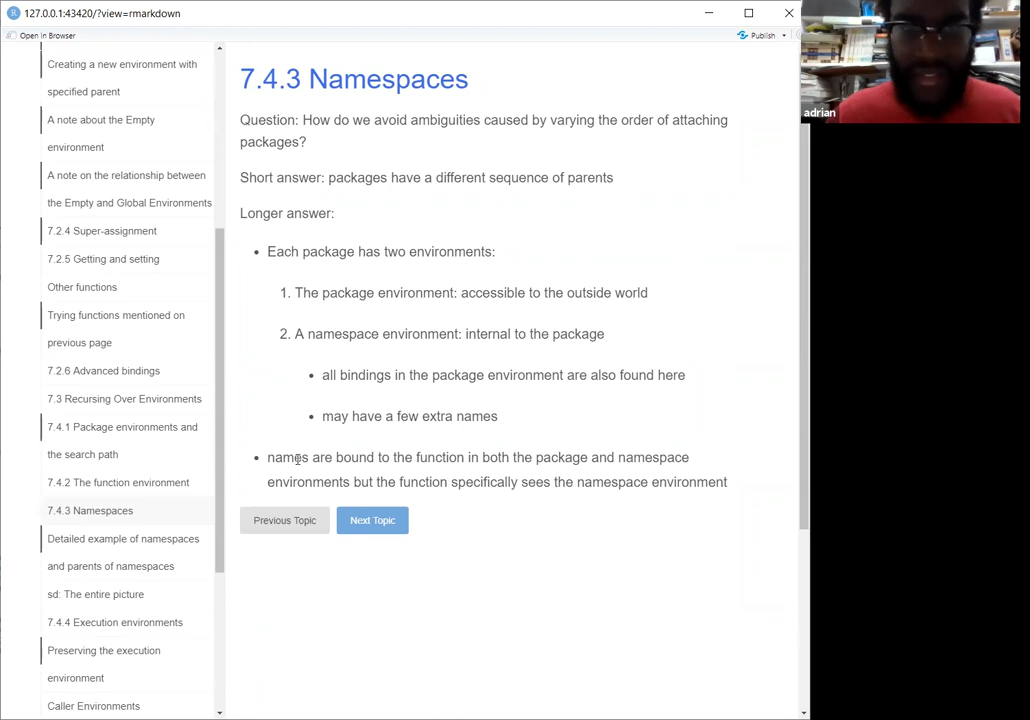 127.0.0.1:43420/?view=rmarkdown
Open in Browser
Publish
Creating a new environment with
specified parent
A note about the Empty
environment
A note on the relationship between
the Empty and Global Environments
7.2.4 Super-assignment
7.2.5 Getting and setting
Other functions
Trying functions mentioned on
previous page
7.2.6 Advanced bindings
7.3 Recursing Over Environments
7.4.1 Package environments and
the search path
7.4.2 The function environment
7.4.3 Namespaces
Detailed example of namespaces
and parents of namespaces
sd: The entire picture
7.4.4 Execution environments
Preserving the execution
environment
Caller Environments
7.4.3 Namespaces
Question: How do we avoid ambiguities caused by varying the order of attaching
packages?
Short answer: packages have a different sequence of parents
Longer answer:
• Each package has two environments:
1. The package environment: accessible to the outside world
2. A namespace environment: internal to the package
• all bindings in the package environment are also found here
• may have a few extra names
• names are bound to the function in both the package and namespace
environments but the function specifically sees the namespace environment
Previous Topic
Next Topic
adrian